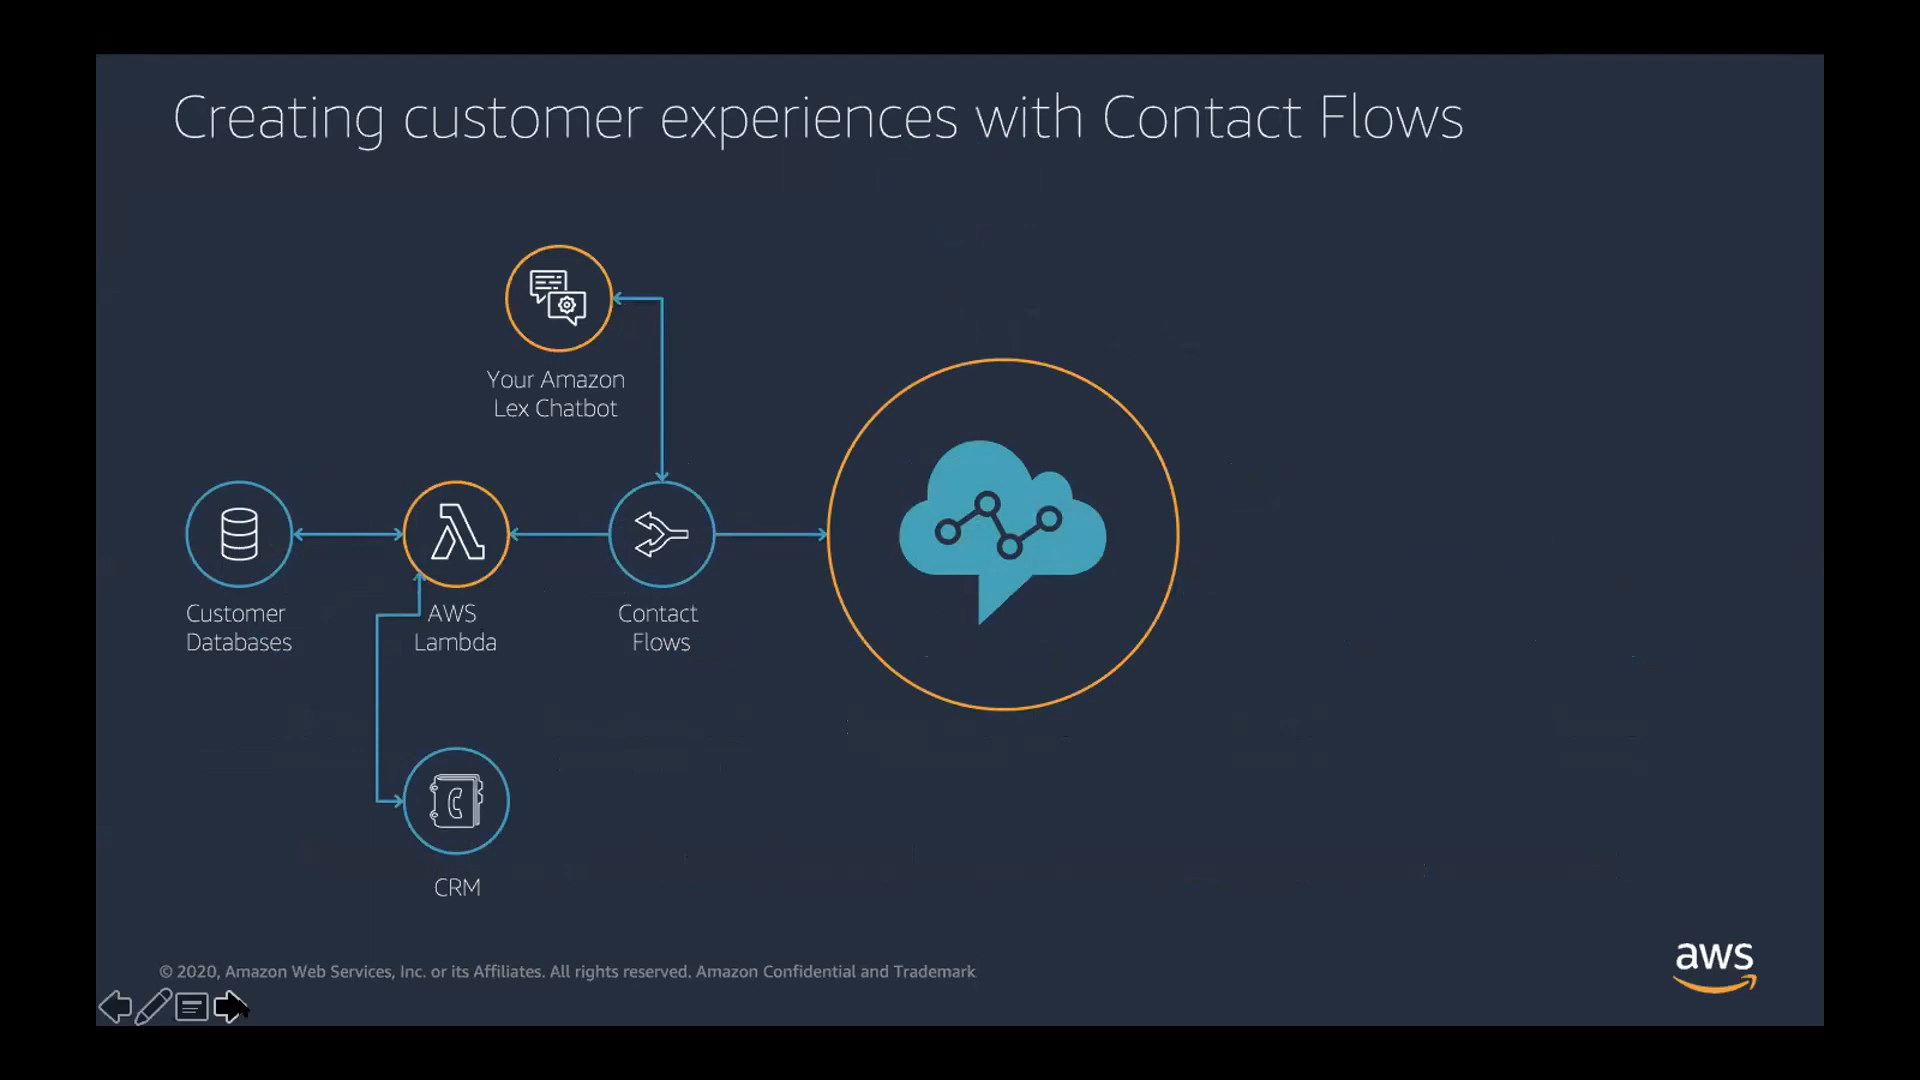 Creating customer experiences with Contact Flows
Your Amazon
Lex Chatbot
Customer
Databases
AWS
Lambda
Contact
Flows
CRM
© 2020, Amazon Web Services, Inc. or its Affiliates. All rights reserved. Amazon Confidential and Trademark
aws